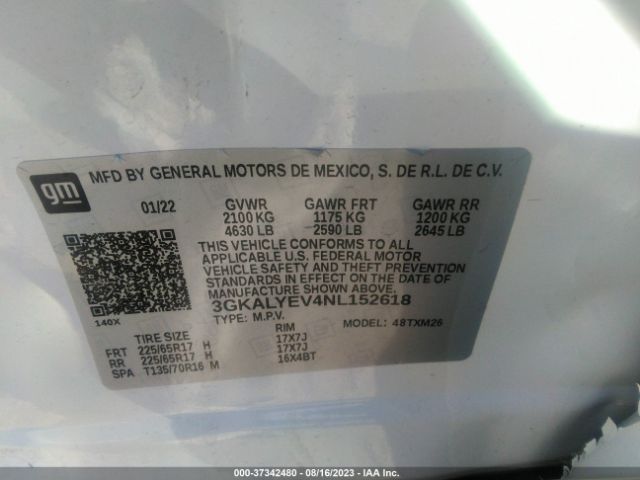 gm
MFD BY GENERAL MOTORS DE MEXICO, S. DE R.L. DE C.V.
01/22 GVWR GAWR FRT GAWR RR
2100 KG 1175 KG 1200 KG
4630 LB 2590 LB 2645 LB
THIS VEHICLE CONFORMS TO ALL
APPLICABLE U.S. FEDERAL MOTOR
VEHICLE SAFETY AND THEFT PREVENTION
STANDARDS IN EFFECT ON THE DATE OF
MANUFACTURE SHOWN ABOVE.
3GKALYEV4NL152618
140X TYPE: M.P.V. MODEL: 48TXM26
TIRE SIZE RIM
FRT 225/65R17 H 17X7J
RR 225/65R17 H 17X7J
SPA T135/70R16 M 16X4BT
000-37342480 - 08/16/2023 - IAA Inc.